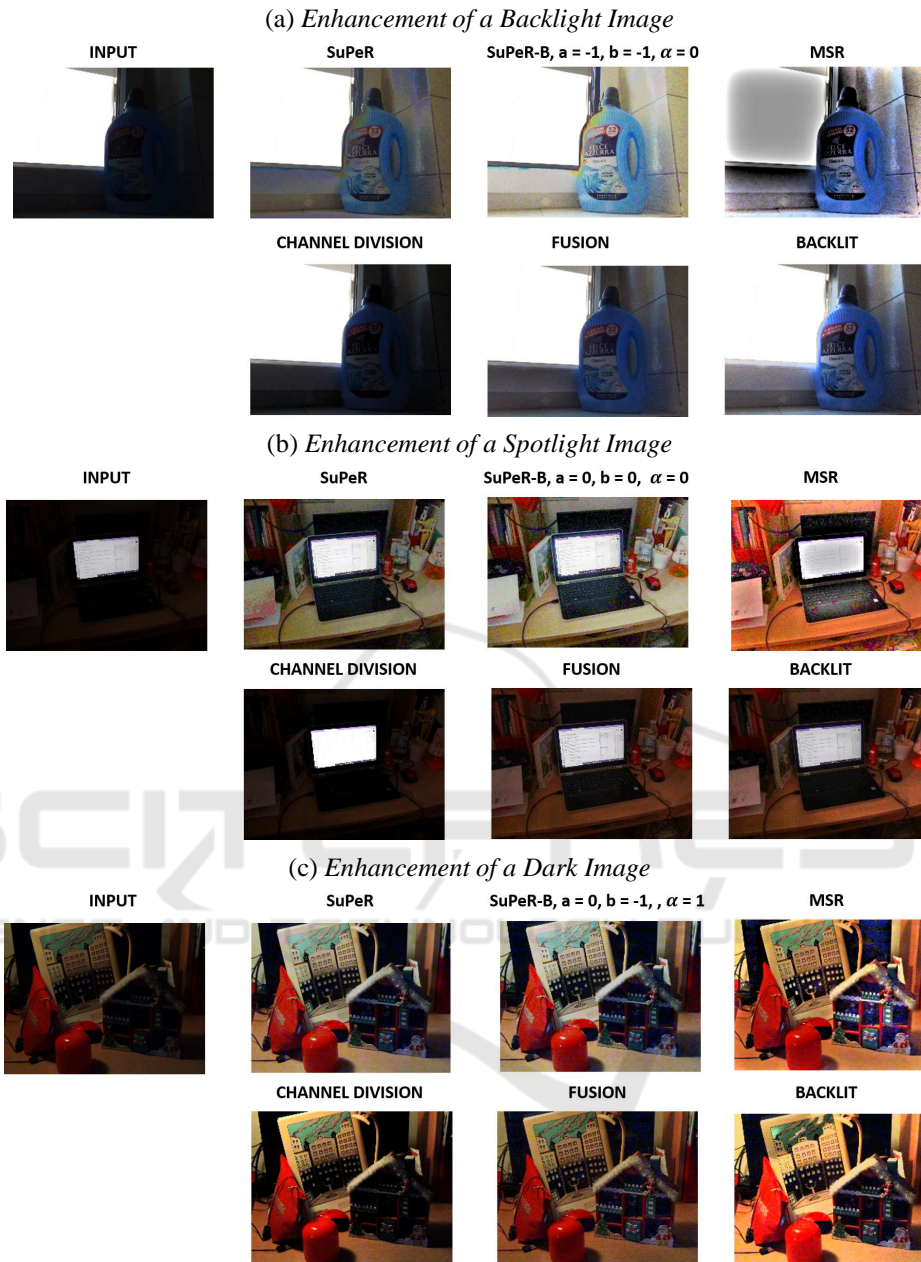 (a) Enhancement of a Backlight Image
INPUT
SuPeR
SuPeR-B, a = -1, b = -1, α = 0
MSR
CHANNEL DIVISION
FUSION
BACKLIT
(b) Enhancement of a Spotlight Image
INPUT
SuPeR
SuPeR-B, a = 0, b = 0, α = 0
MSR
CHANNEL DIVISION
FUSION
BACKLIT
(c) Enhancement of a Dark Image
INPUT
SuPeR
SuPeR-B, a = 0, b = -1, , α = 1
MSR
CHANNEL DIVISION
FUSION
BACKLIT